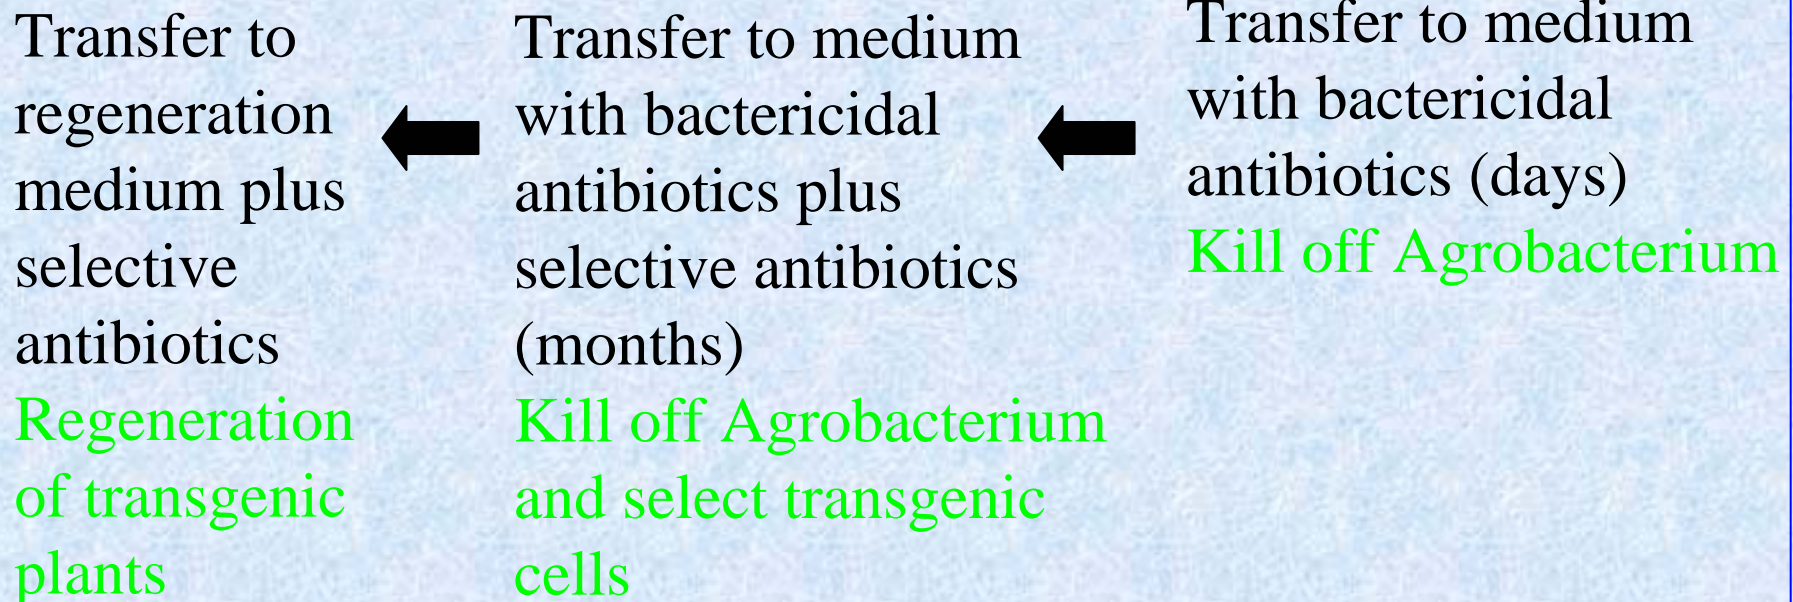 Transfer to
regeneration
medium plus
selective
antibiotics
Regeneration
of transgenic
plants
Transfer to medium
with bactericidal
antibiotics plus
selective antibiotics
(months)
Kill off Agrobacterium
and select transgenic
cells
Transfer to medium
with bactericidal
antibiotics (days)
Kill off Agrobacterium